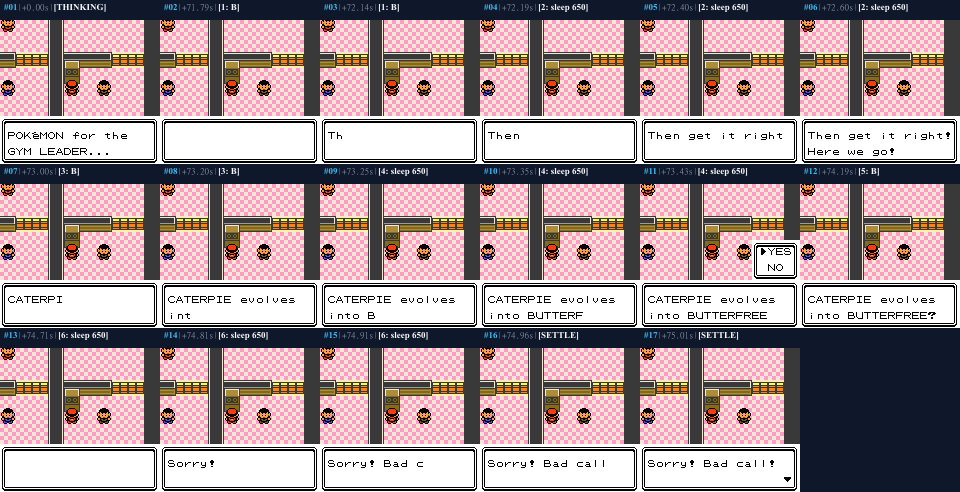 #01|+0.00s|[THINKING]
POKéMON for the
GYM LEADER...
#02|+71.79s|[1: B]
#03|+72.14s|[1: B]
Th
#04|+72.19s|[2: sleep 650]
Then
#05|+72.40s|[2: sleep 650]
Then get it right
#06|+72.60s|[2: sleep 650]
Then get it right!
Here we go!
#07|+73.00s|[3: B]
CATERPI
#08|+73.20s|[3: B]
CATERPIE evolves
int
#09|+73.25s|[4: sleep 650]
CATERPIE evolves
into B
#10|+73.35s|[4: sleep 650]
CATERPIE evolves
into BUTTERF
#11|+73.43s|[4: sleep 650]
YES
NO
CATERPIE evolves
into BUTTERFREE
#12|+74.19s|[5: B]
CATERPIE evolves
into BUTTERFREE?
#13|+74.71s|[6: sleep 650]
#14|+74.81s|[6: sleep 650]
Sorry!
#15|+74.91s|[6: sleep 650]
Sorry! Bad c
#16|+74.96s|[SETTLE]
Sorry! Bad call
#17|+75.01s|[SETTLE]
Sorry! Bad call!